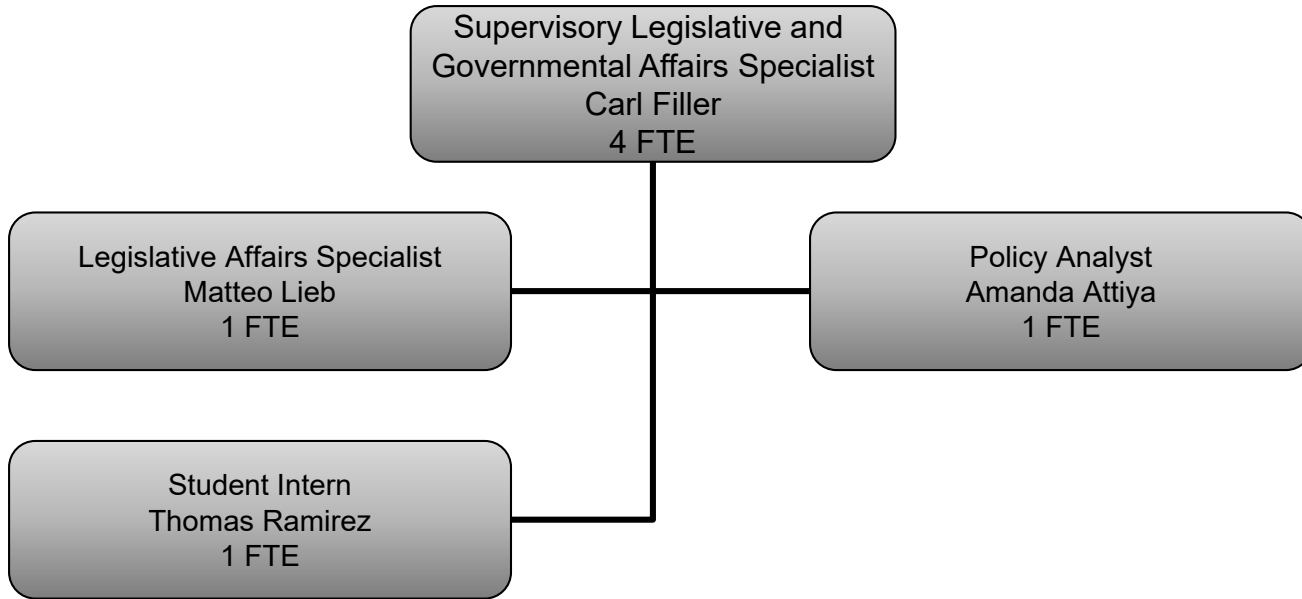 Supervisory Legislative and
Governmental Affairs Specialist
Carl Filler
4 FTE
Legislative Affairs Specialist
Matteo Lieb
1 FTE
Policy Analyst
Amanda Attiya
1 FTE
Student Intern
Thomas Ramirez
1 FTE